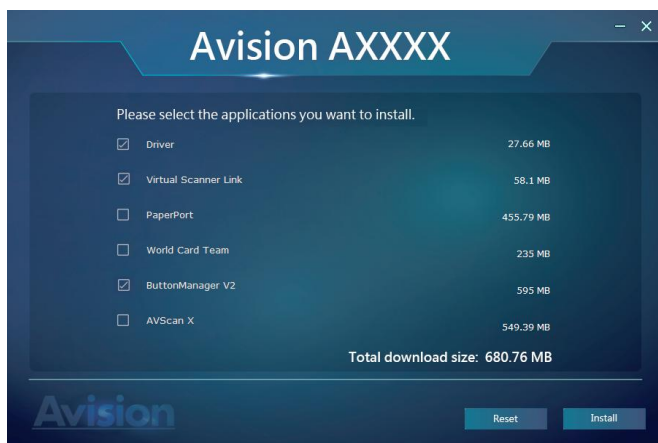 Avision AXXXX
Please select the applications you want to install.
Driver 27.66 MB
Virtual Scanner Link 58.1 MB
PaperPort 455.79 MB
World Card Team 235 MB
ButtonManager V2 595 MB
AVScan X 549.39 MB
Total download size: 680.76 MB
Avision
Reset Install